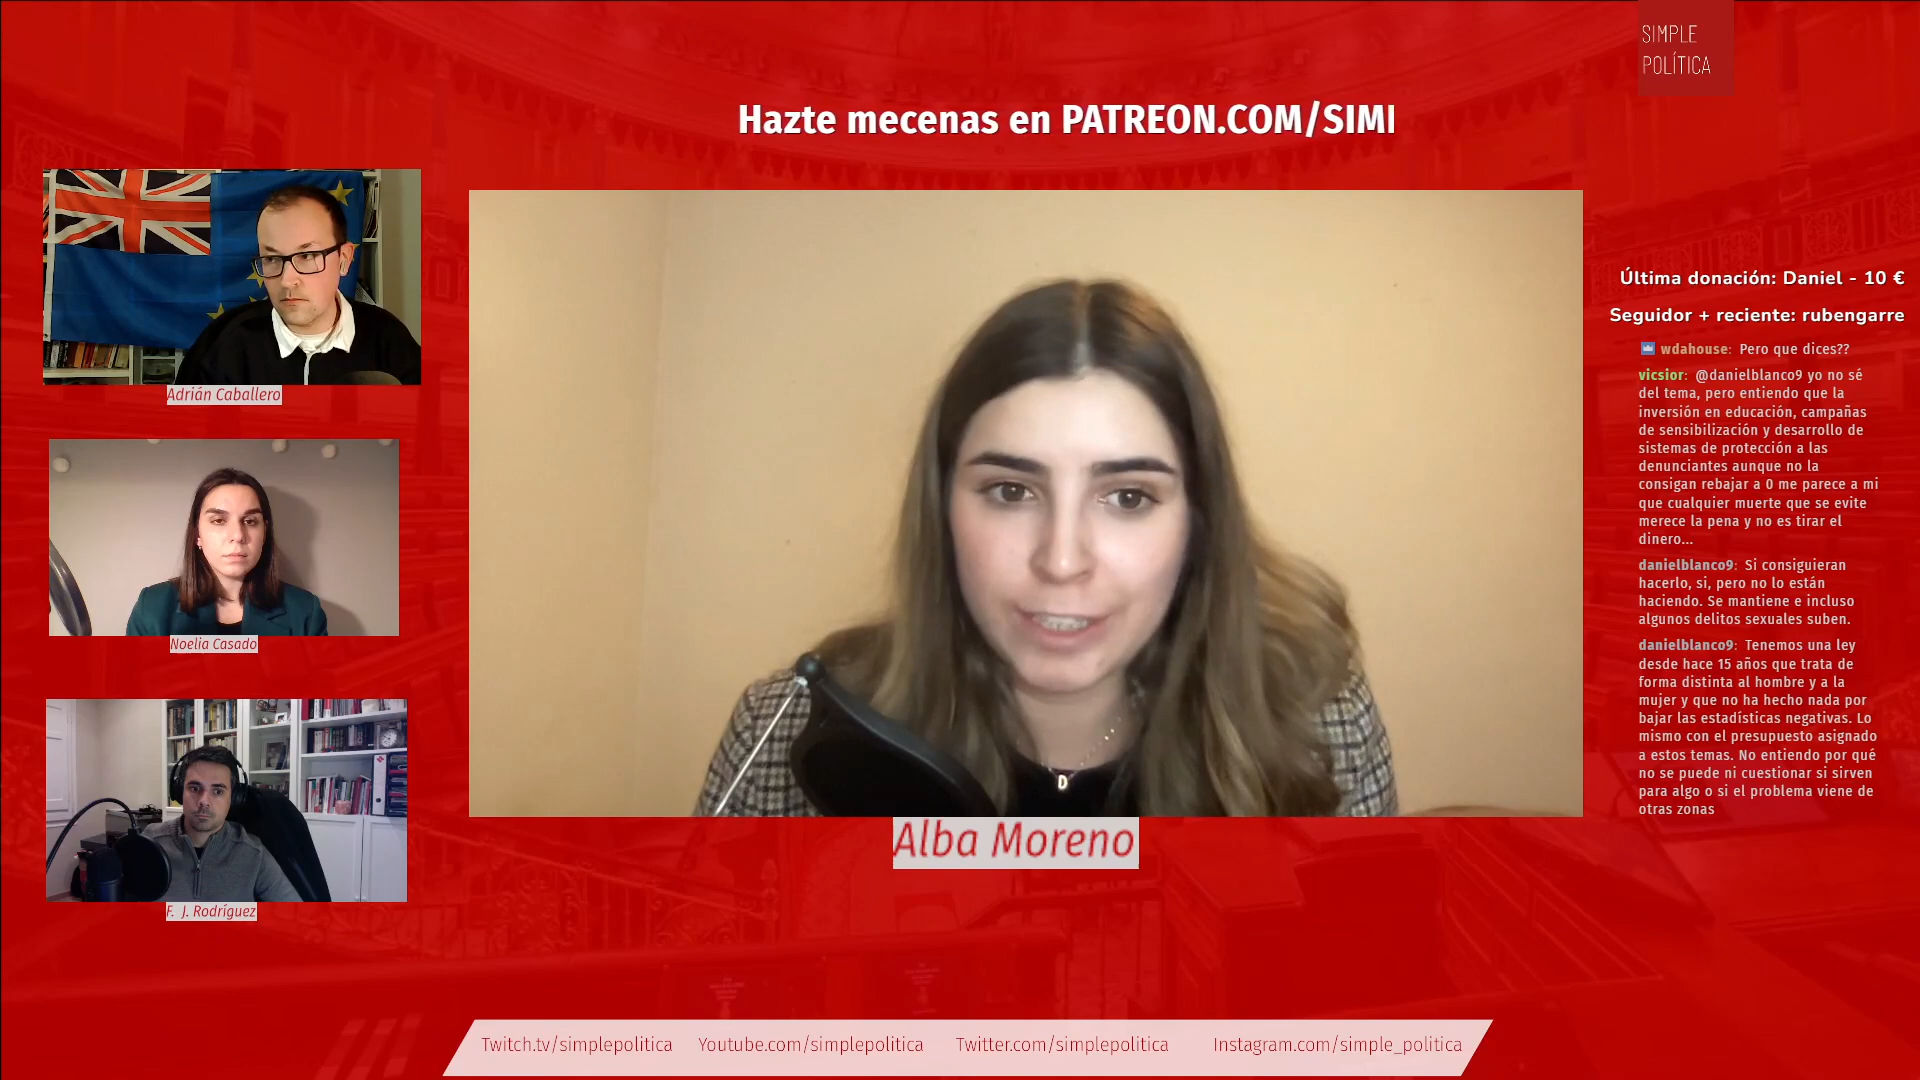 SIMPLE
POLÍTICA
Hazte mecenas en PATREON.COM/SIMI
Adrián Caballero
Noelia Casado
F. J. Rodríguez
Alba Moreno
Última donación: Daniel - 10 €
Seguidor + reciente: rubengarre
wdahouse: Pero que dices??
vicsior: @danielblanco9 yo no sé
del tema, pero entiendo que la
inversión en educación, campañas
de sensibilización y desarrollo de
sistemas de protección a las
denunciantes aunque no la
consigan rebajar a 0 me parece a mi
que cualquier muerte que se evite
merece la pena y no es tirar el
dinero...
danielblanco9: Si consiguieran
hacerlo, si, pero no lo están
haciendo. Se mantiene e incluso
algunos delitos sexuales suben.
danielblanco9: Tenemos una ley
desde hace 15 años que trata de
forma distinta al hombre y a la
mujer y que no ha hecho nada por
bajar las estadísticas negativas. Lo
mismo con el presupuesto asignado
a estos temas. No entiendo por qué
no se puede ni cuestionar si sirven
para algo o si el problema viene de
otras zonas
Twitch.tv/simplepolitica Youtube.com/simplepolitica Twitter.com/simplepolitica Instagram.com/simple_politica